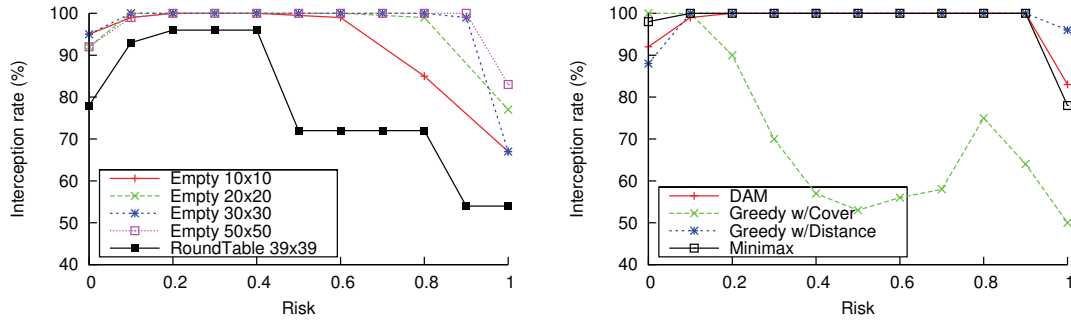 Interception rate (%)
100
90
80
70
60
50
40
Empty 10x10
Empty 20x20
Empty 30x30
Empty 50x50
RoundTable 39x39
0 0.2 0.4 0.6 0.8 1
Risk
Interception rate (%)
100
90
80
70
60
50
40
DAM
Greedy w/Cover
Greedy w/Distance
Minimax
0 0.2 0.4 0.6 0.8 1
Risk